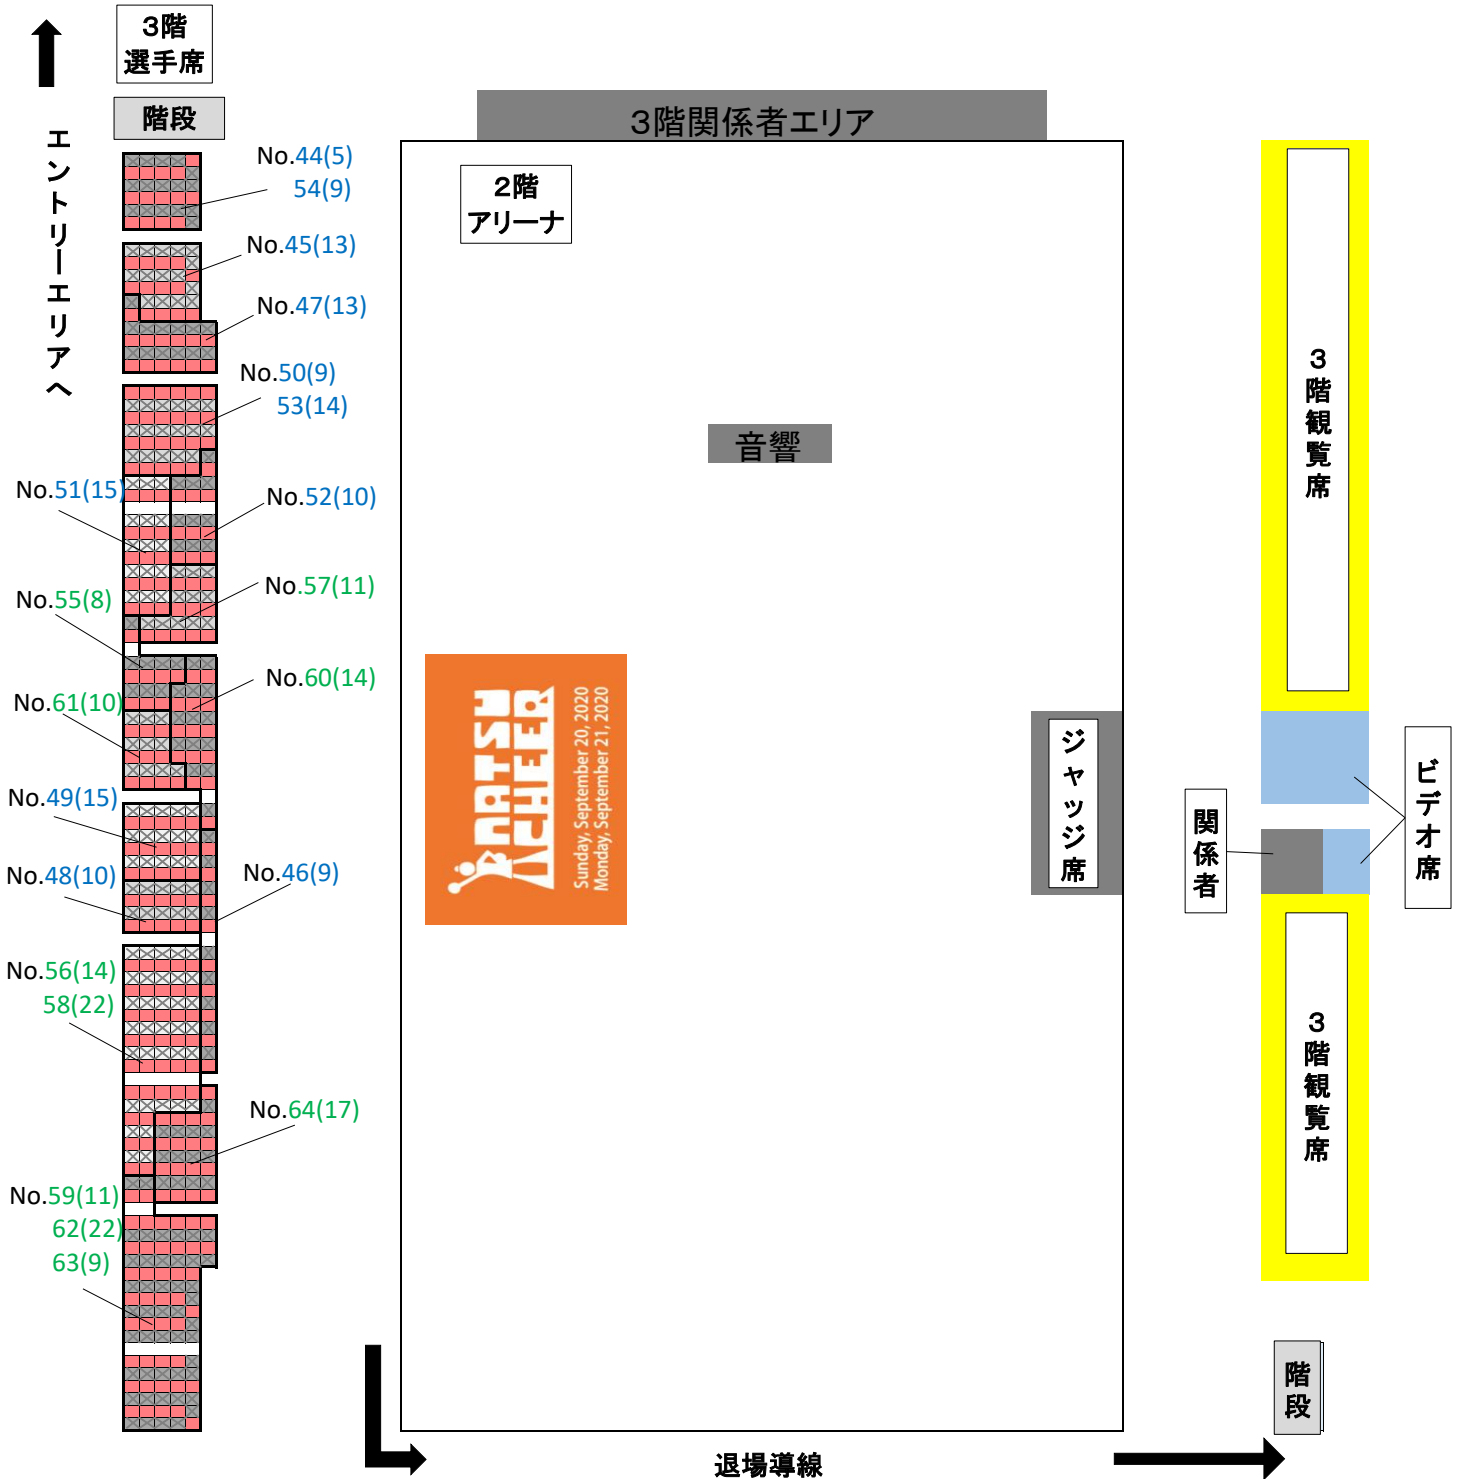 3階
選手席
階段
エントリーエリアへ
No.44(5)
54(9)
No.45(13)
No.47(13)
No.50(9)
53(14)
No.51(15)
No.52(10)
No.57(11)
No.55(8)
No.60(14)
No.61(10)
No.49(15)
No.48(10)
No.46(9)
No.56(14)
58(22)
No.64(17)
No.59(11)
62(22)
63(9)
3階関係者エリア
2階
アリーナ
音響
NATSU
CHEER
Sunday, September 20, 2020
Monday, September 21, 2020
ジャッジ席
3階観覧席
ビデオ席
関係者
3階観覧席
階段
退場導線